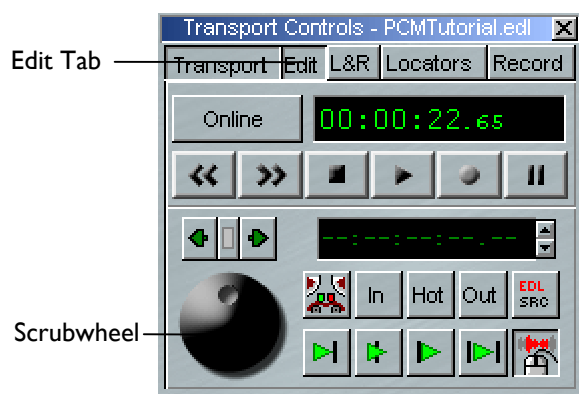 Transport Controls - PCMTutorial.edl
Edit Tab
Transport Edit L&R Locators Record
Online 00:00:22.65
--:--:--:--.--
In Hot Out EDL SRC
Scrubwheel